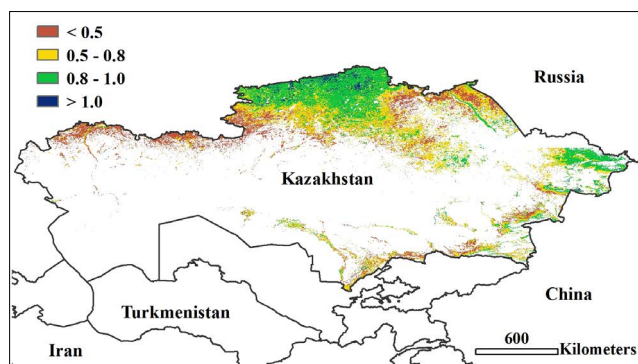 < 0.5
0.5 - 0.8
0.8 - 1.0
> 1.0
Russia
Kazakhstan
China
Turkmenistan
Iran
600
Kilometers